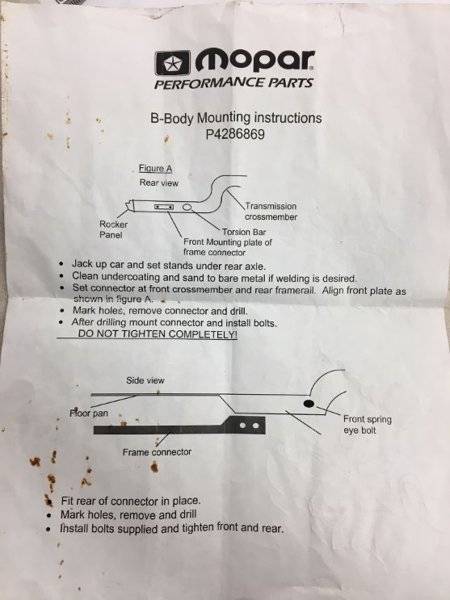 Mopar
PERFORMANCE PARTS
B-Body Mounting instructions
P4286869
Figure A
Rear view
Transmission
crossmember
Rocker
Panel
Torsion Bar
Front Mounting plate of
frame connector
• Jack up car and set stands under rear axle.
• Clean undercoating and sand to bare metal if welding is desired.
• Set connector at front crossmember and rear framerail. Align front plate as
shown in figure A.
• Mark holes, remove connector and drill.
• After drilling mount connector and install bolts.
DO NOT TIGHTEN COMPLETELY!
Side view
Floor pan
Front spring
eye bolt
Frame connector
• Fit rear of connector in place.
• Mark holes, remove and drill
• Install bolts supplied and tighten front and rear.